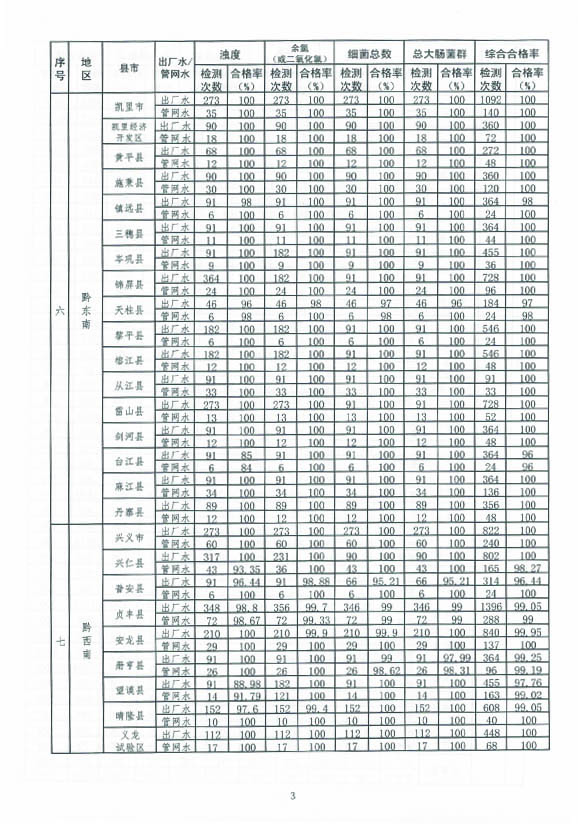 序号 地区 县市 出厂水/管网水 浊度 余氯（或二氧化氯） 细菌总数 总大肠菌群 综合合格率
检测次数 合格率（%） 检测次数 合格率（%） 检测次数 合格率（%） 检测次数 合格率（%） 检测次数 合格率（%）
六 黔东南
凯里市 出厂水 273 100 273 100 273 100 273 100 1092 100
管网水 35 100 35 100 35 100 35 100 140 100
凯里经济开发区 出厂水 90 100 90 100 90 100 90 100 360 100
管网水 18 100 18 100 18 100 18 100 72 100
黄平县 出厂水 68 100 68 100 68 100 68 100 272 100
管网水 12 100 12 100 12 100 12 100 48 100
施秉县 出厂水 90 100 90 100 90 100 90 100 360 100
管网水 30 100 30 100 30 100 30 100 120 100
镇远县 出厂水 91 98 91 100 91 100 91 100 364 98
管网水 6 100 6 100 6 100 6 100 24 100
三穗县 出厂水 91 100 91 100 91 100 91 100 364 100
管网水 11 100 11 100 11 100 11 100 44 100
岑巩县 出厂水 91 100 182 100 91 100 91 100 455 100
管网水 9 100 9 100 9 100 9 100 36 100
锦屏县 出厂水 364 100 182 100 91 100 91 100 728 100
管网水 24 100 24 100 24 100 24 100 96 100
天柱县 出厂水 46 96 46 98 46 97 46 96 184 97
管网水 6 98 6 100 6 98 6 100 24 98
黎平县 出厂水 182 100 182 100 91 100 91 100 546 100
管网水 6 100 6 100 6 100 6 100 24 100
榕江县 出厂水 182 100 182 100 91 100 91 100 546 100
管网水 12 100 12 100 12 100 12 100 48 100
从江县 出厂水 91 100 91 100 91 100 91 100 91 100
管网水 33 100 33 100 33 100 33 100 33 100
雷山县 出厂水 273 100 273 100 91 100 91 100 728 100
管网水 13 100 13 100 13 100 13 100 52 100
剑河县 出厂水 91 100 91 100 91 100 91 100 364 100
管网水 12 100 12 100 12 100 12 100 48 100
台江县 出厂水 91 85 91 100 91 100 91 100 364 96
管网水 6 84 6 100 6 100 6 100 24 96
麻江县 出厂水 91 100 91 100 91 100 91 100 364 100
管网水 34 100 34 100 34 100 34 100 136 100
丹寨县 出厂水 89 100 89 100 89 100 89 100 356 100
管网水 12 100 12 100 12 100 12 100 48 100
七 黔西南
兴义市 出厂水 273 100 273 100 273 100 273 100 822 100
管网水 60 100 60 100 60 100 60 100 240 100
兴仁县 出厂水 317 100 231 100 90 100 90 100 802 100
管网水 43 93.35 36 100 43 100 43 100 165 98.27
普安县 出厂水 91 96.44 91 98.88 66 95.21 66 95.21 314 96.44
管网水 6 100 6 100 6 100 6 100 24 100
贞丰县 出厂水 348 98.8 356 99.7 346 99 346 99 1396 99.05
管网水 72 98.67 72 99.33 72 99 72 99 288 99
安龙县 出厂水 210 100 210 99.9 210 99.9 210 100 840 99.95
管网水 29 100 29 100 29 100 29 100 137 100
册亨县 出厂水 91 100 91 100 91 99 91 97.99 364 99.25
管网水 26 100 26 100 26 98.62 26 98.31 96 99.19
望谟县 出厂水 91 88.98 182 100 91 100 91 100 455 97.76
管网水 14 91.79 121 100 14 100 14 100 163 99.02
晴隆县 出厂水 152 97.6 152 99.4 152 100 152 100 608 99.05
管网水 10 100 10 100 10 100 10 100 40 100
义龙试验区 出厂水 112 100 112 100 112 100 112 100 448 100
管网水 17 100 17 100 17 100 17 100 68 100
3